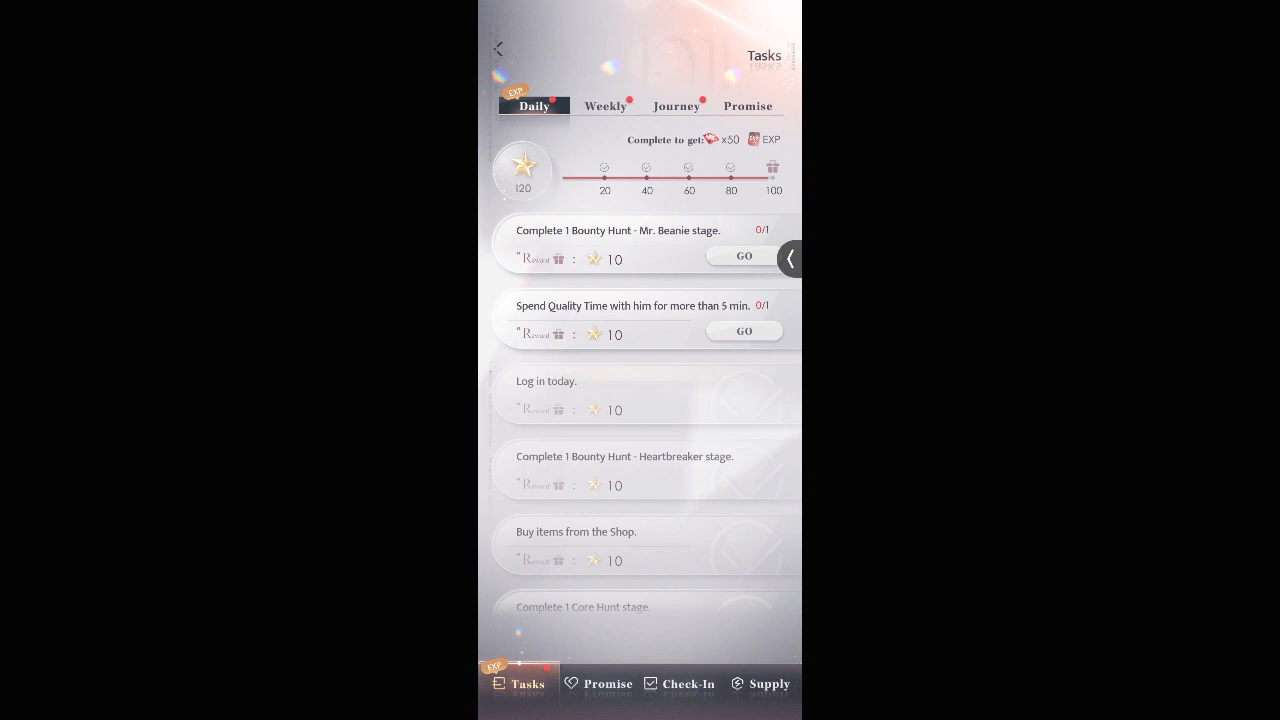 Tasks
EXP
Daily Weekly Journey Promise
Complete to get: x50 EXP
120
20 40 60 80 100
Complete 1 Bounty Hunt - Mr. Beanie stage. 0/1
"Reward : 10 GO
Spend Quality Time with him for more than 5 min. 0/1
"Reward : 10 GO
Log in today.
"Reward : 10
Complete 1 Bounty Hunt - Heartbreaker stage.
"Reward : 10
Buy items from the Shop.
"Reward : 10
Complete 1 Core Hunt stage.
EXP
Tasks Promise Check-In Supply